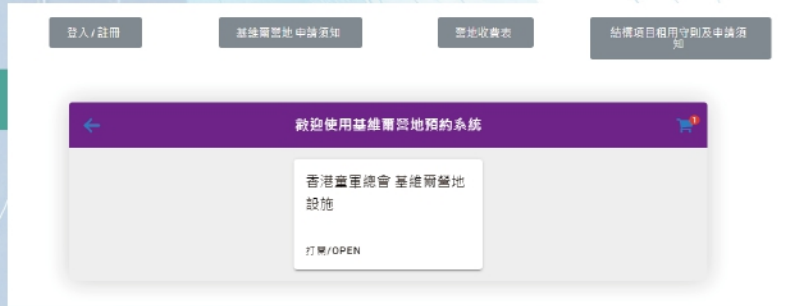 登入 / 註冊
基維爾營地 申請須知
營地收費表
結構項目租用守則及申請須
知
歡迎使用基維爾營地預約系統
1
香港童軍總會 基維爾營地
設施
打開/OPEN